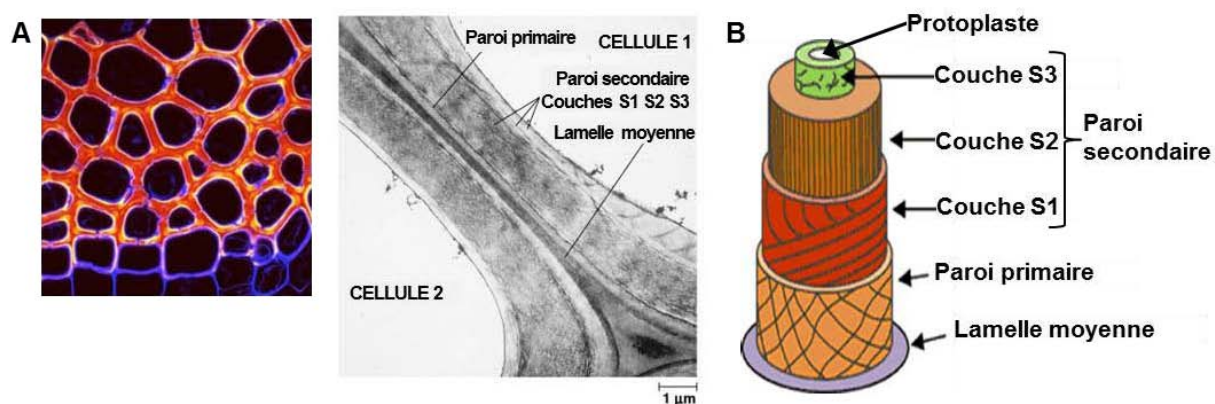 A
Paroi primaire
CELLULE 1
Paroi secondaire
Couches S1 S2 S3
Lamelle moyenne
CELLULE 2
1 µm
B
Protoplaste
Couche S3
Couche S2
Paroi
secondaire
Couche S1
Paroi primaire
Lamelle moyenne